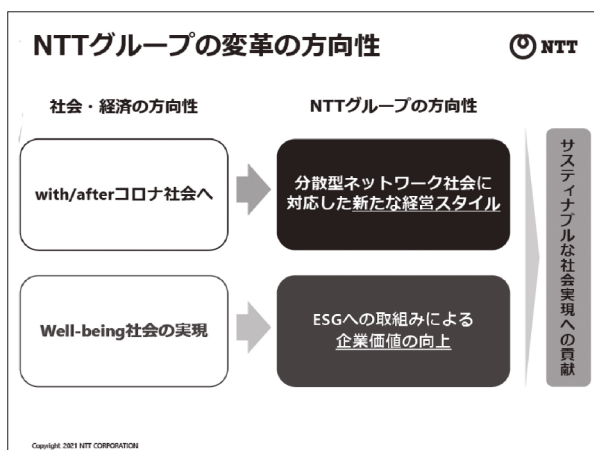 NTTグループの変革の方向性
NTT
社会・経済の方向性
NTTグループの方向性
with/afterコロナ社会へ
分散型ネットワーク社会に
対応した新たな経営スタイル
Well-being社会の実現
ESGへの取組みによる
企業価値の向上
サスティナブルな社会実現への貢献
Copyright 2021 NTT CORPORATION